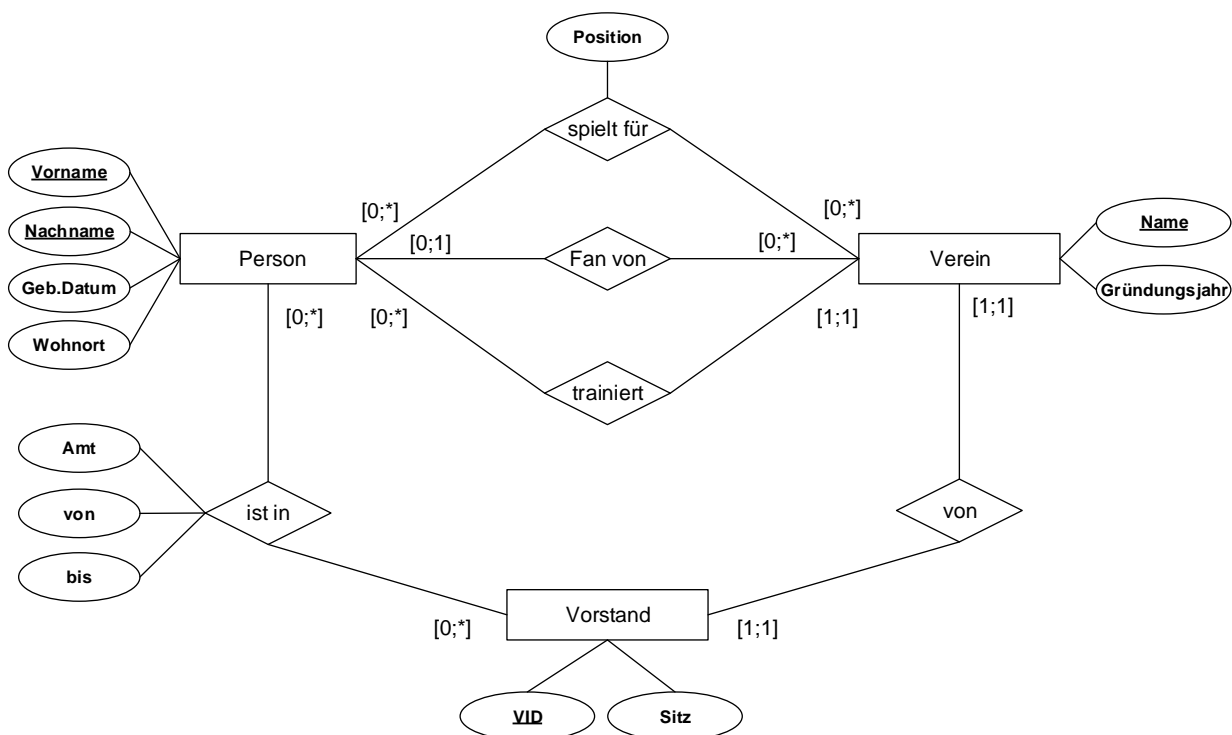 Position
spielt für
Vorname
[0;*]
[0;*]
Nachname
[0;1]
[0;*]
Name
Person
Fan von
Verein
Geb.Datum
Gründungsjahr
[0;*]
[0;*]
[1;1]
[1;1]
Wohnort
trainiert
Amt
von
ist in
von
bis
Vorstand
[0;*]
[1;1]
VID
Sitz